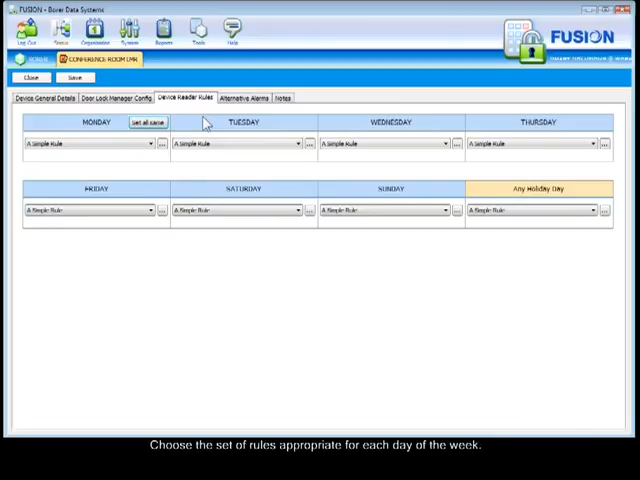 FUSION - Borer Data Systems
Log Out Status Organisation System Reports Tools Help
FUSION
CONFERENCE ROOM LMR
Close Save
Device General Details Door Lock Manager Config Device Reader Rules Alternative Alarms Notes
MONDAY Set all same TUESDAY WEDNESDAY THURSDAY
A Simple Rule ... A Simple Rule ... A Simple Rule ... A Simple Rule ...
FRIDAY SATURDAY SUNDAY Any Holiday Day
A Simple Rule ... A Simple Rule ... A Simple Rule ... A Simple Rule ...
Choose the set of rules appropriate for each day of the week.